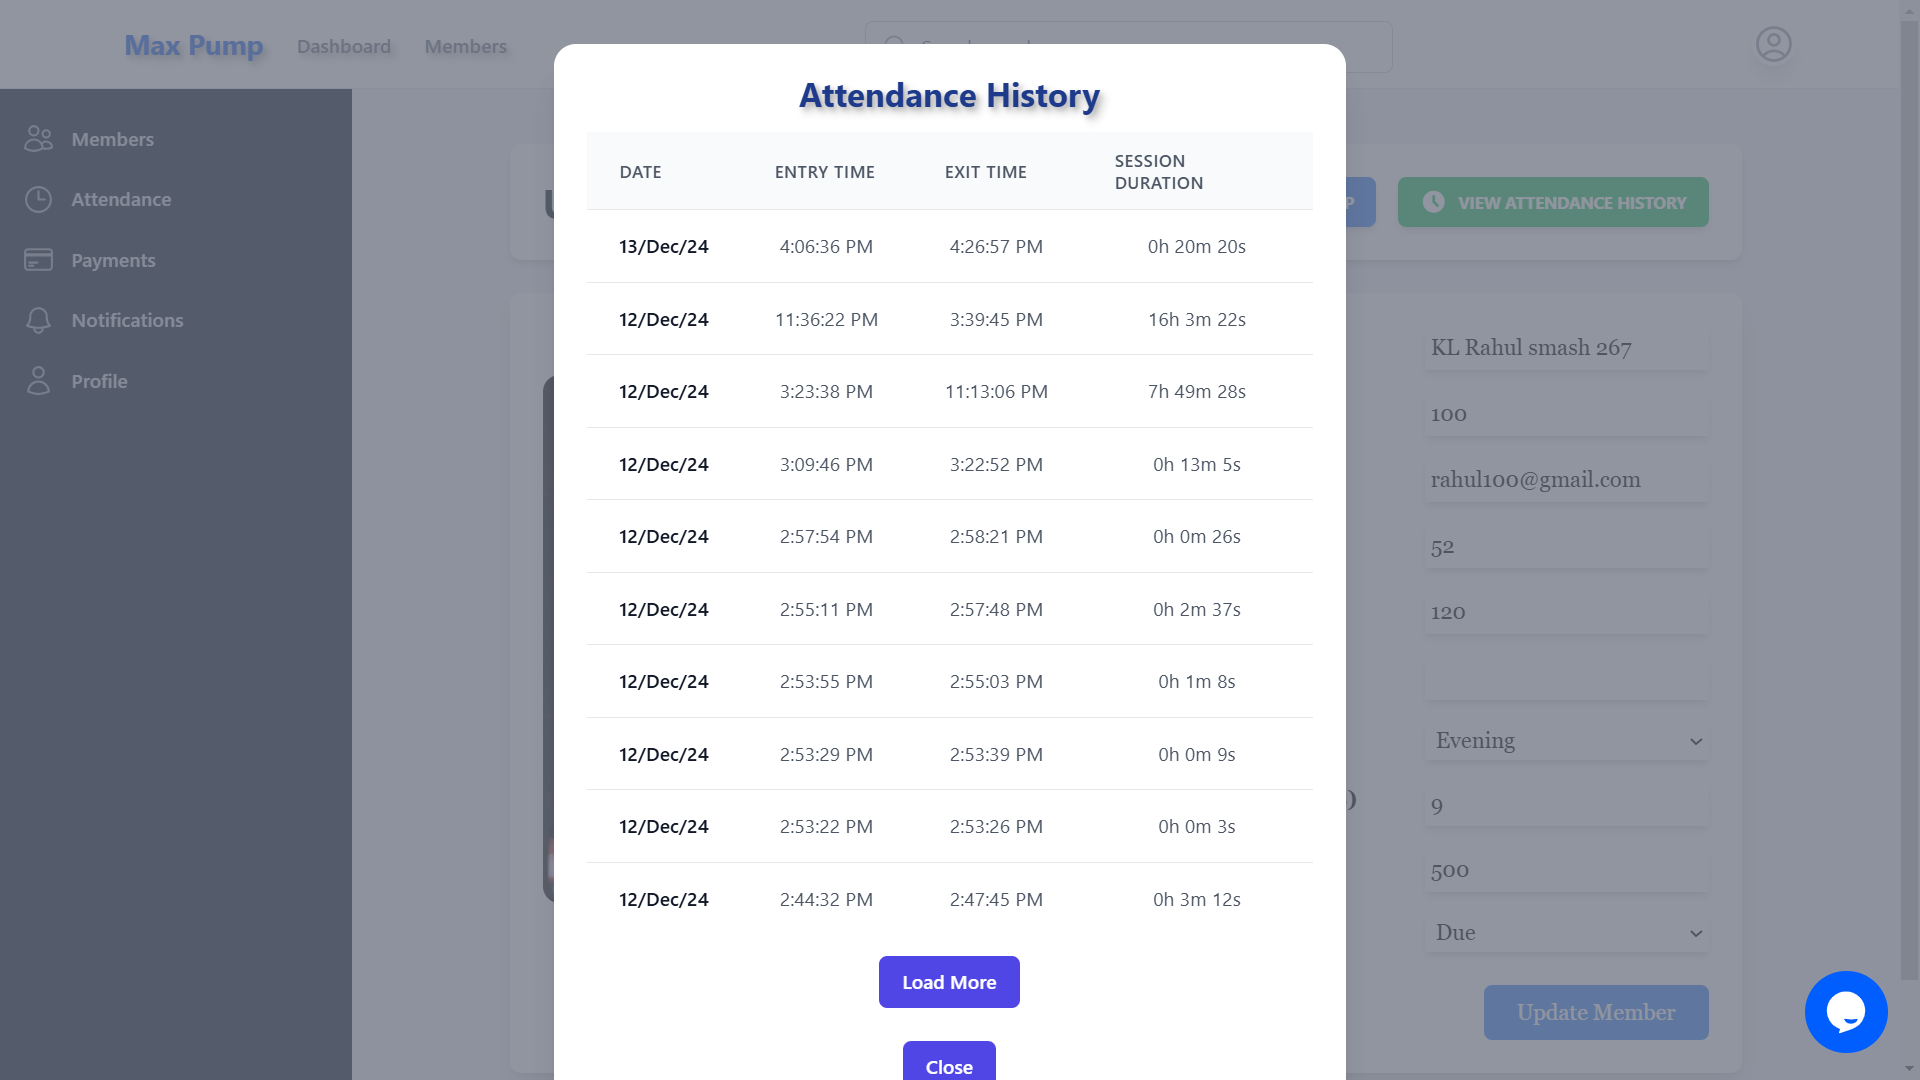 Max Pump
Dashboard
Members
Members
Attendance
Payments
Notifications
Profile
Attendance History
DATE ENTRY TIME EXIT TIME SESSION DURATION
13/Dec/24 4:06:36 PM 4:26:57 PM 0h 20m 20s
12/Dec/24 11:36:22 PM 3:39:45 PM 16h 3m 22s
12/Dec/24 3:23:38 PM 11:13:06 PM 7h 49m 28s
12/Dec/24 3:09:46 PM 3:22:52 PM 0h 13m 5s
12/Dec/24 2:57:54 PM 2:58:21 PM 0h 0m 26s
12/Dec/24 2:55:11 PM 2:57:48 PM 0h 2m 37s
12/Dec/24 2:53:55 PM 2:55:03 PM 0h 1m 8s
12/Dec/24 2:53:29 PM 2:53:39 PM 0h 0m 9s
12/Dec/24 2:53:22 PM 2:53:26 PM 0h 0m 3s
12/Dec/24 2:44:32 PM 2:47:45 PM 0h 3m 12s
Load More
Close
VIEW ATTENDANCE HISTORY
KL Rahul smash 267
100
rahul100@gmail.com
52
120
Evening
9
500
Due
Update Member